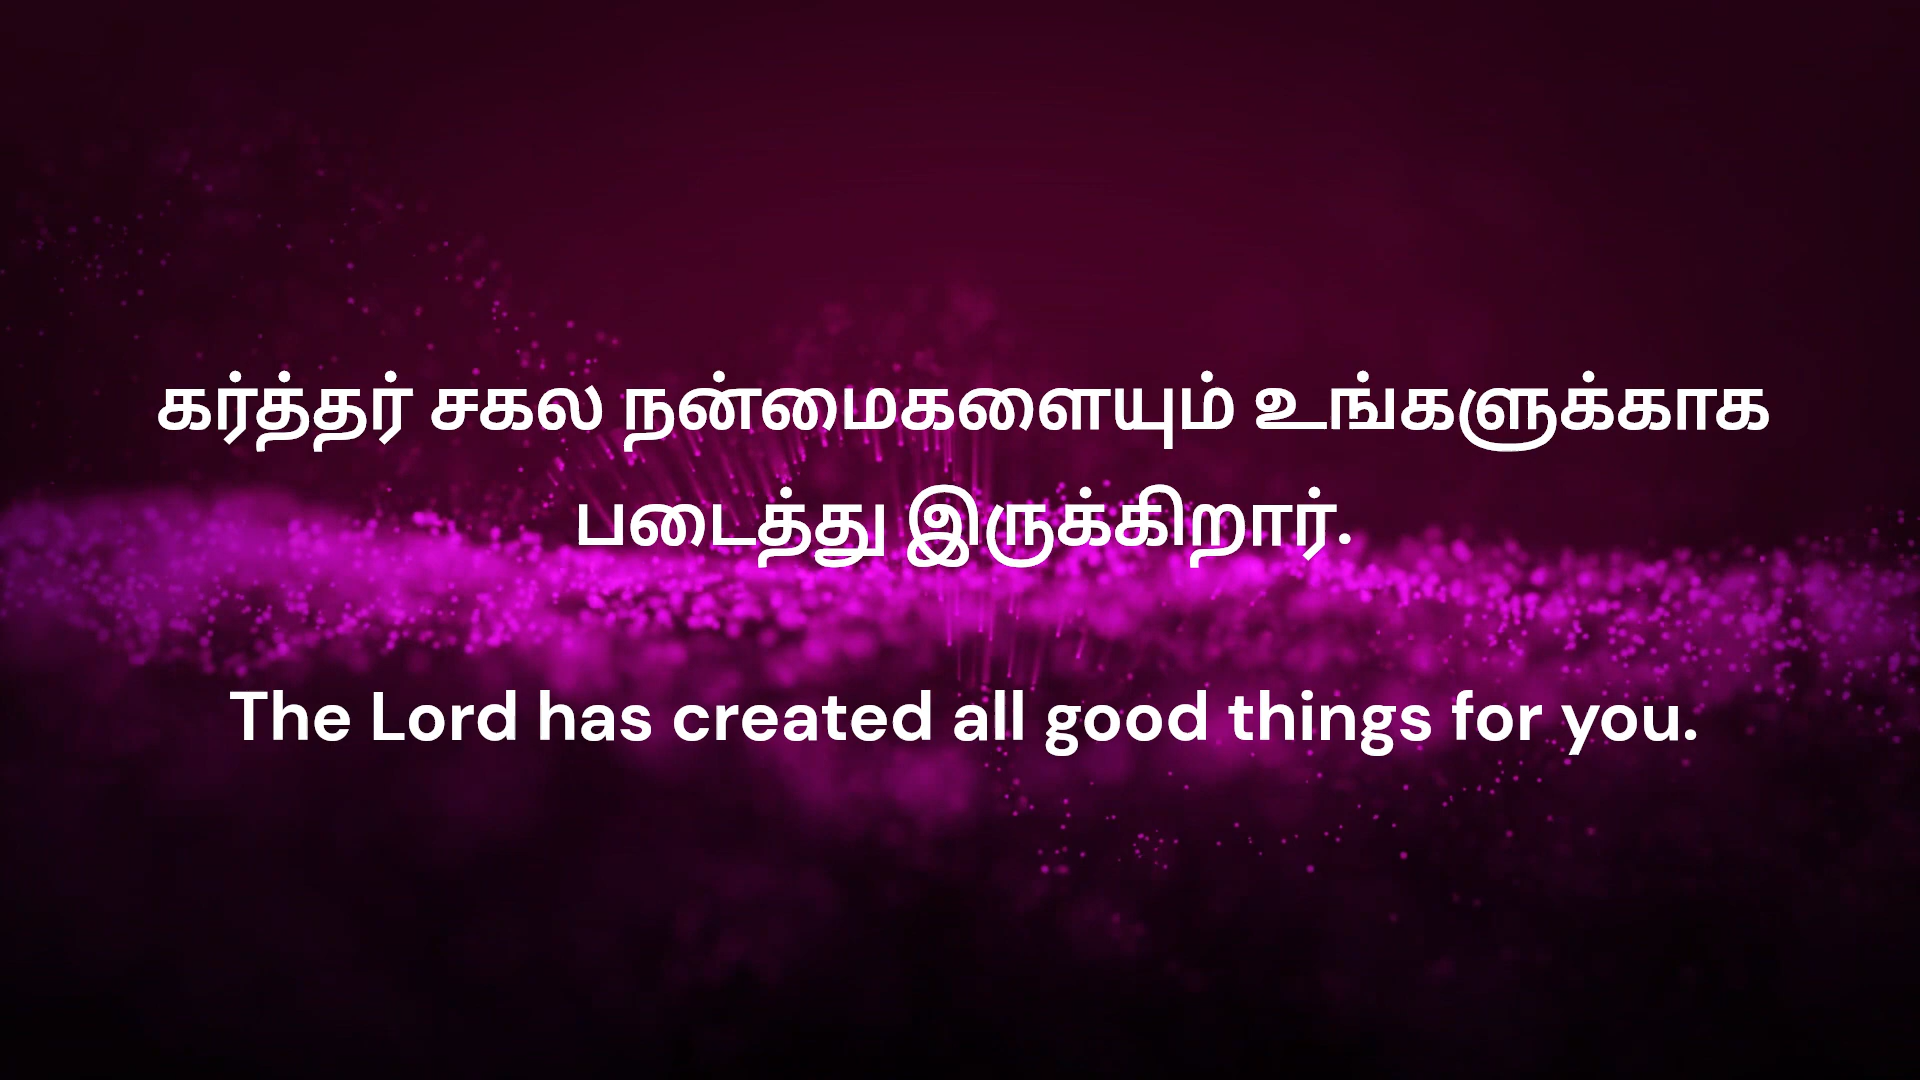 கர்த்தர் சகல நன்மைகளையும் உங்களுக்காக
படைத்து இருக்கிறார்.
The Lord has created all good things for you.